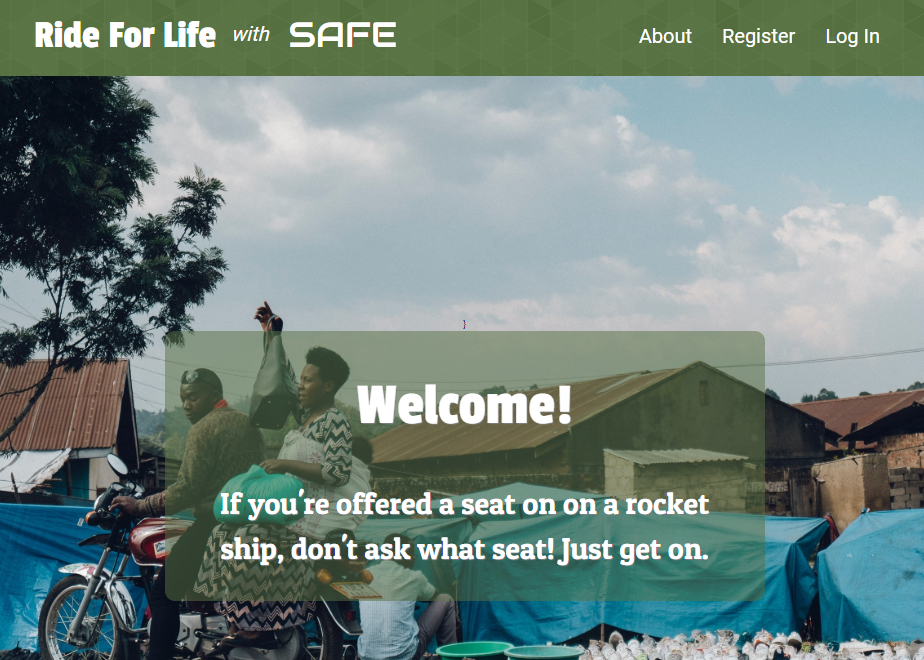 Ride For Life with SAFE About Register Log In
}
Welcome!
If you're offered a seat on on a rocket
ship, don't ask what seat! Just get on.